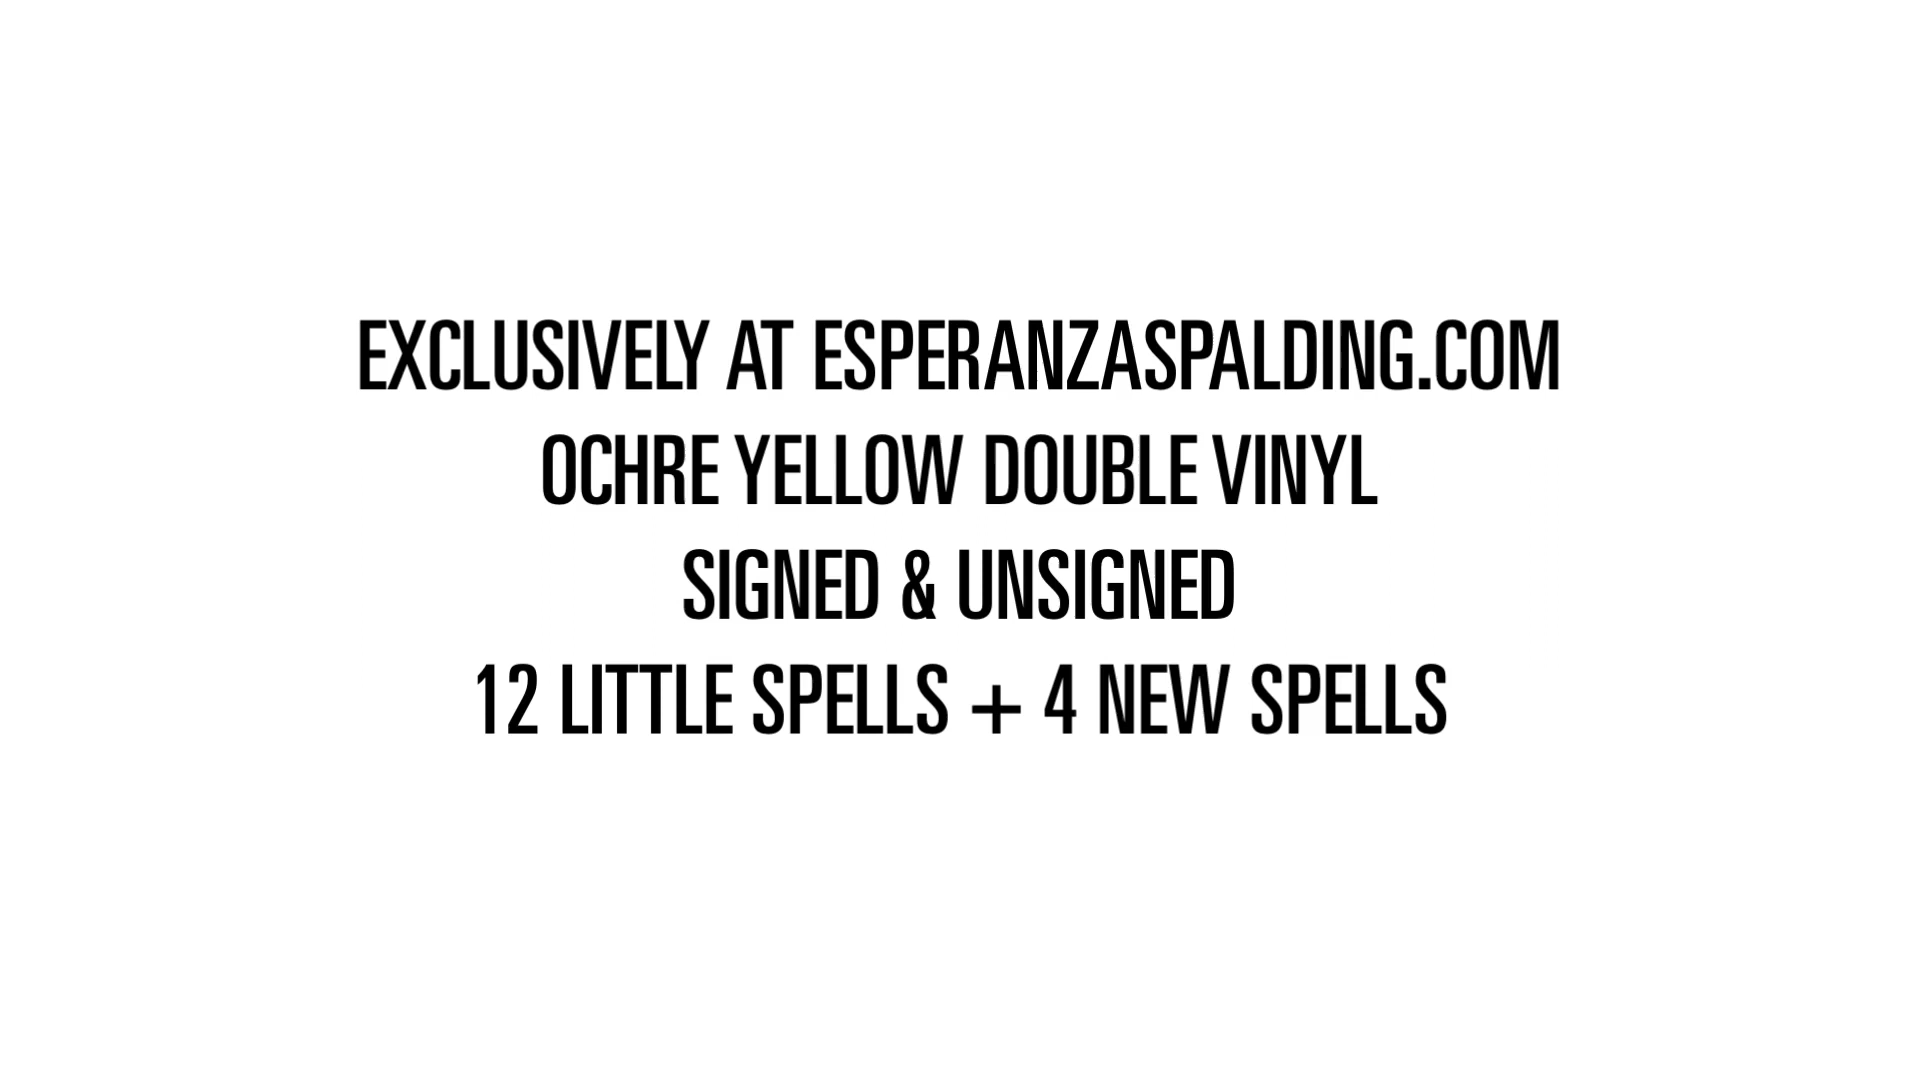 EXCLUSIVELY AT ESPERANZASPALDING.COM
OCHRE YELLOW DOUBLE VINYL
SIGNED & UNSIGNED
12 LITTLE SPELLS + 4 NEW SPELLS